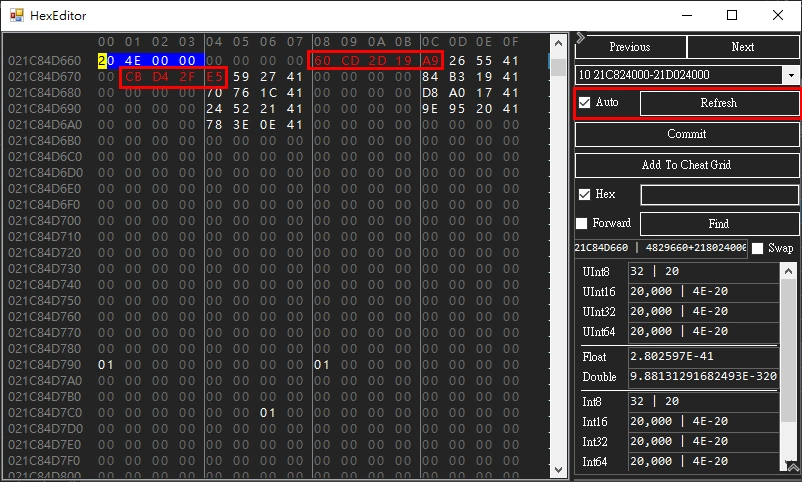 HexEditor
00 01 02 03 04 05 06 07 08 09 0A 0B 0C 0D 0E 0F
021C84D660 20 4E 00 00 00 00 00 00 60 CD 2D 19 A9 26 55 41
021C84D670 00 CB D4 2F E5 59 27 41 00 00 00 00 84 B3 19 41
021C84D680 00 00 00 00 70 76 1C 41 00 00 00 00 D8 A0 17 41
021C84D690 00 00 00 00 24 52 21 41 00 00 00 00 9E 95 20 41
021C84D6A0 00 00 00 00 78 3E 0E 41 00 00 00 00 00 00 00 00
021C84D6B0 00 00 00 00 00 00 00 00 00 00 00 00 00 00 00 00
021C84D6C0 00 00 00 00 00 00 00 00 00 00 00 00 00 00 00 00
021C84D6D0 00 00 00 00 00 00 00 00 00 00 00 00 00 00 00 00
021C84D6E0 00 00 00 00 00 00 00 00 00 00 00 00 00 00 00 00
021C84D6F0 00 00 00 00 00 00 00 00 00 00 00 00 00 00 00 00
021C84D700 00 00 00 00 00 00 00 00 00 00 00 00 00 00 00 00
021C84D710 00 00 00 00 00 00 00 00 00 00 00 00 00 00 00 00
021C84D720 00 00 00 00 00 00 00 00 00 00 00 00 00 00 00 00
021C84D730 00 00 00 00 00 00 00 00 00 00 00 00 00 00 00 00
021C84D740 00 00 00 00 00 00 00 00 00 00 00 00 00 00 00 00
021C84D750 00 00 00 00 00 00 00 00 00 00 00 00 00 00 00 00
021C84D760 00 00 00 00 00 00 00 00 00 00 00 00 00 00 00 00
021C84D770 00 00 00 00 00 00 00 00 00 00 00 00 00 00 00 00
021C84D780 00 00 00 00 00 00 00 00 00 00 00 00 00 00 00 00
021C84D790 01 00 00 00 00 00 00 00 01 00 00 00 00 00 00 00
021C84D7A0 00 00 00 00 00 00 00 00 00 00 00 00 00 00 00 00
021C84D7B0 00 00 00 00 00 00 00 00 00 00 00 00 00 00 00 00
021C84D7C0 00 00 00 00 00 00 01 00 00 00 00 00 00 00 00 00
021C84D7D0 00 00 00 00 00 00 00 00 00 00 00 00 00 00 00 00
021C84D7E0 00 00 00 00 00 00 00 00 00 00 00 00 00 00 00 00
021C84D7F0 00 00 00 00 00 00 00 00 00 00 00 00 00 00 00 00
021C84D800 00 00 00 00 00 00 00 00 00 00 00 00 00 00 00 00
Previous Next
10 21C824000-21D024000
Auto Refresh
Commit
Add To Cheat Grid
Hex
Forward Find
21C84D660 | 4829660+218024000 Swap
UInt8 32 | 20
UInt16 20,000 | 4E-20
UInt32 20,000 | 4E-20
UInt64 20,000 | 4E-20
Float 2.802597E-41
Double 9.88131291682493E-320
Int8 32 | 20
Int16 20,000 | 4E-20
Int32 20,000 | 4E-20
Int64 20,000 | 4E-20